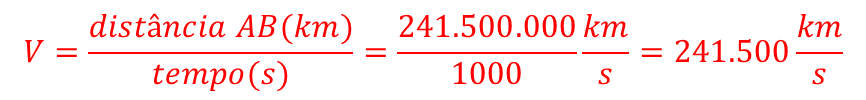 V = distância AB(km) / tempo(s) = 241.500.000 / 1000 km / s = 241.500 km / s